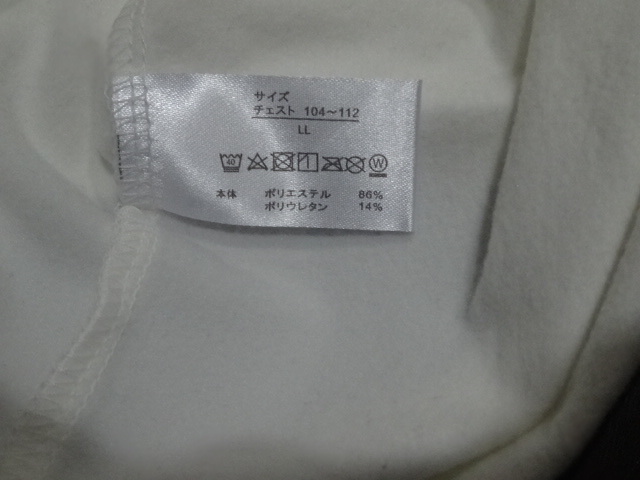 サイズ
チェスト 104～112
LL
40 W
本体 ポリエステル 86%
ポリウレタン 14%